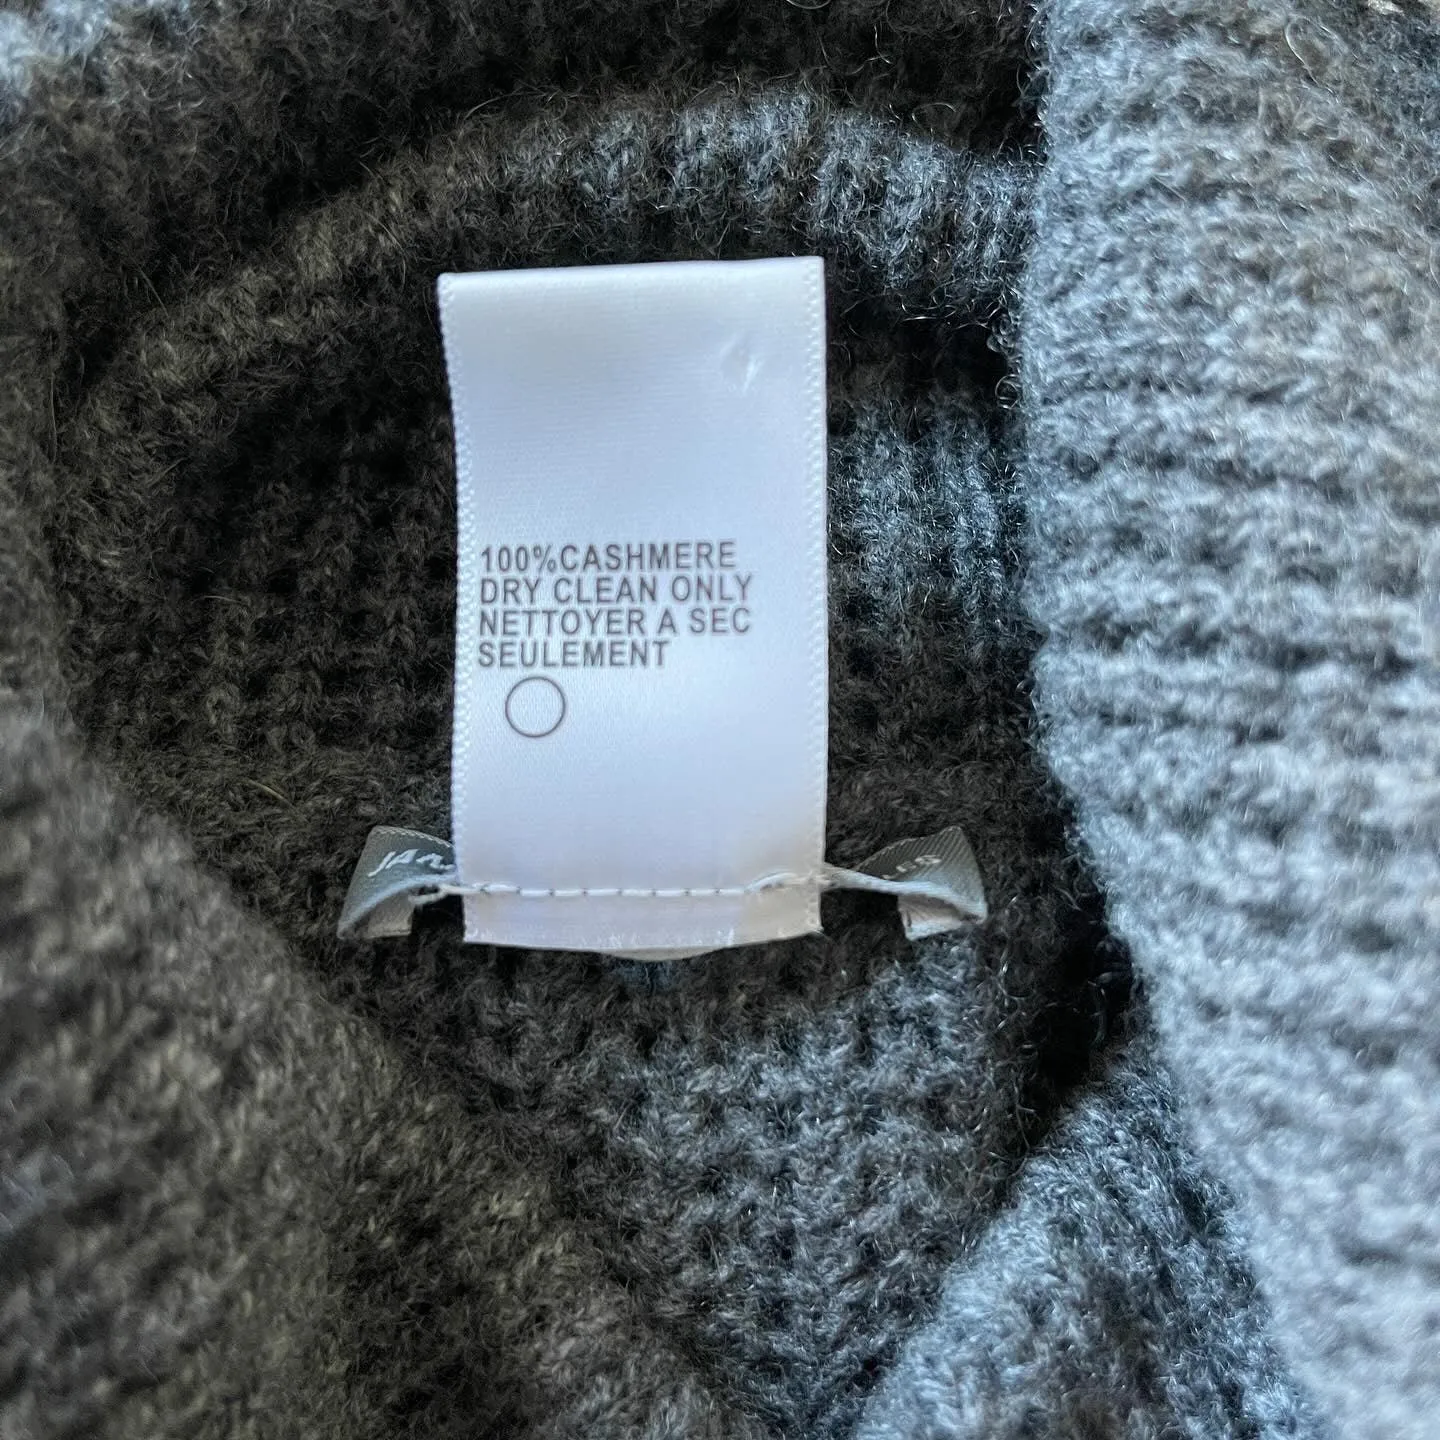 100%CASHMERE
DRY CLEAN ONLY
NETTOYER A SEC
SEULEMENT